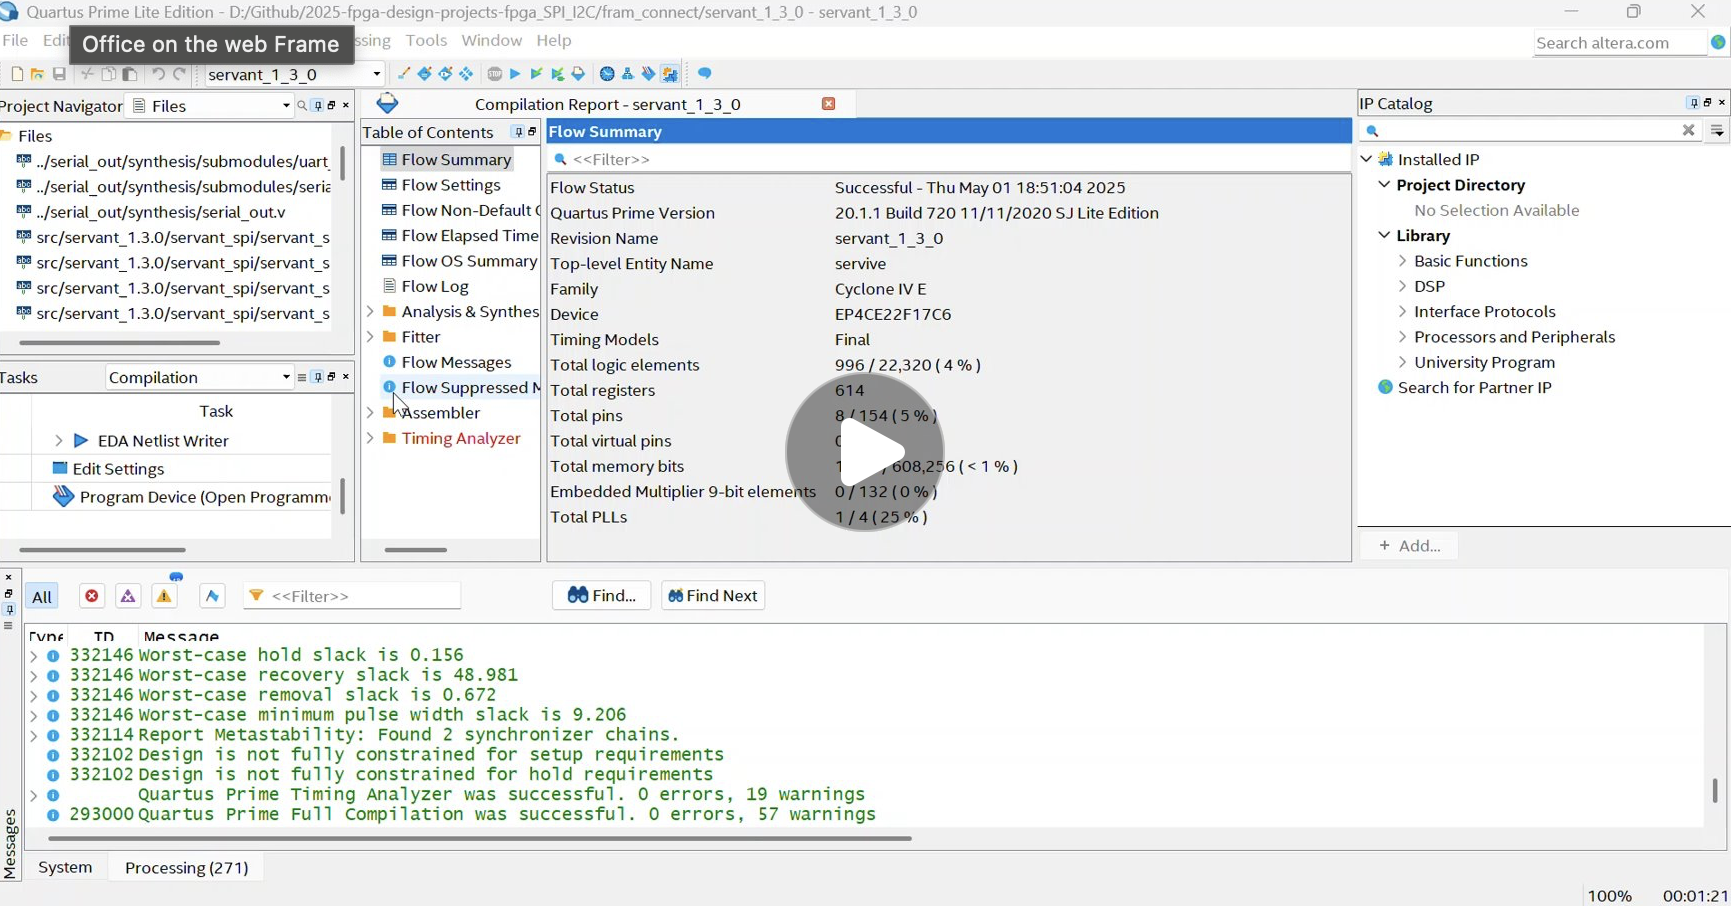 Quartus Prime Lite Edition - D:/Github/2025-fpga-design-projects-fpga_SPI_I2C/fram_connect/servant_1_3_0 - servant_1_3_0
File Edit Office on the web Frame ssing Tools Window Help
Search altera.com
servant_1_3_0
Project Navigator Files
Files
../serial_out/synthesis/submodules/uart_
../serial_out/synthesis/submodules/seria
../serial_out/synthesis/serial_out.v
src/servant_1.3.0/servant_spi/servant_s
src/servant_1.3.0/servant_spi/servant_s
src/servant_1.3.0/servant_spi/servant_s
src/servant_1.3.0/servant_spi/servant_s
Tasks Compilation
Task
EDA Netlist Writer
Edit Settings
Program Device (Open Programm
Compilation Report - servant_1_3_0
Table of Contents
Flow Summary
Flow Settings
Flow Non-Default
Flow Elapsed Time
Flow OS Summary
Flow Log
Analysis & Synthes
Fitter
Flow Messages
Flow Suppressed M
Assembler
Timing Analyzer
Flow Summary
<<Filter>>
Flow Status Successful - Thu May 01 18:51:04 2025
Quartus Prime Version 20.1.1 Build 720 11/11/2020 SJ Lite Edition
Revision Name servant_1_3_0
Top-level Entity Name servive
Family Cyclone IV E
Device EP4CE22F17C6
Timing Models Final
Total logic elements 996 / 22,320 ( 4 % )
Total registers 614
Total pins 8 / 154 ( 5 % )
Total virtual pins
Total memory bits / 608,256 ( < 1 % )
Embedded Multiplier 9-bit elements 0 / 132 ( 0 % )
Total PLLs 1 / 4 ( 25 % )
IP Catalog
Installed IP
Project Directory
No Selection Available
Library
Basic Functions
DSP
Interface Protocols
Processors and Peripherals
University Program
Search for Partner IP
+ Add...
All <<Filter>> Find... Find Next
Type ID Message
332146 Worst-case hold slack is 0.156
332146 Worst-case recovery slack is 48.981
332146 Worst-case removal slack is 0.672
332146 Worst-case minimum pulse width slack is 9.206
332114 Report Metastability: Found 2 synchronizer chains.
332102 Design is not fully constrained for setup requirements
332102 Design is not fully constrained for hold requirements
Quartus Prime Timing Analyzer was successful. 0 errors, 19 warnings
293000 Quartus Prime Full Compilation was successful. 0 errors, 57 warnings
Messages
System Processing (271)
100% 00:01:21